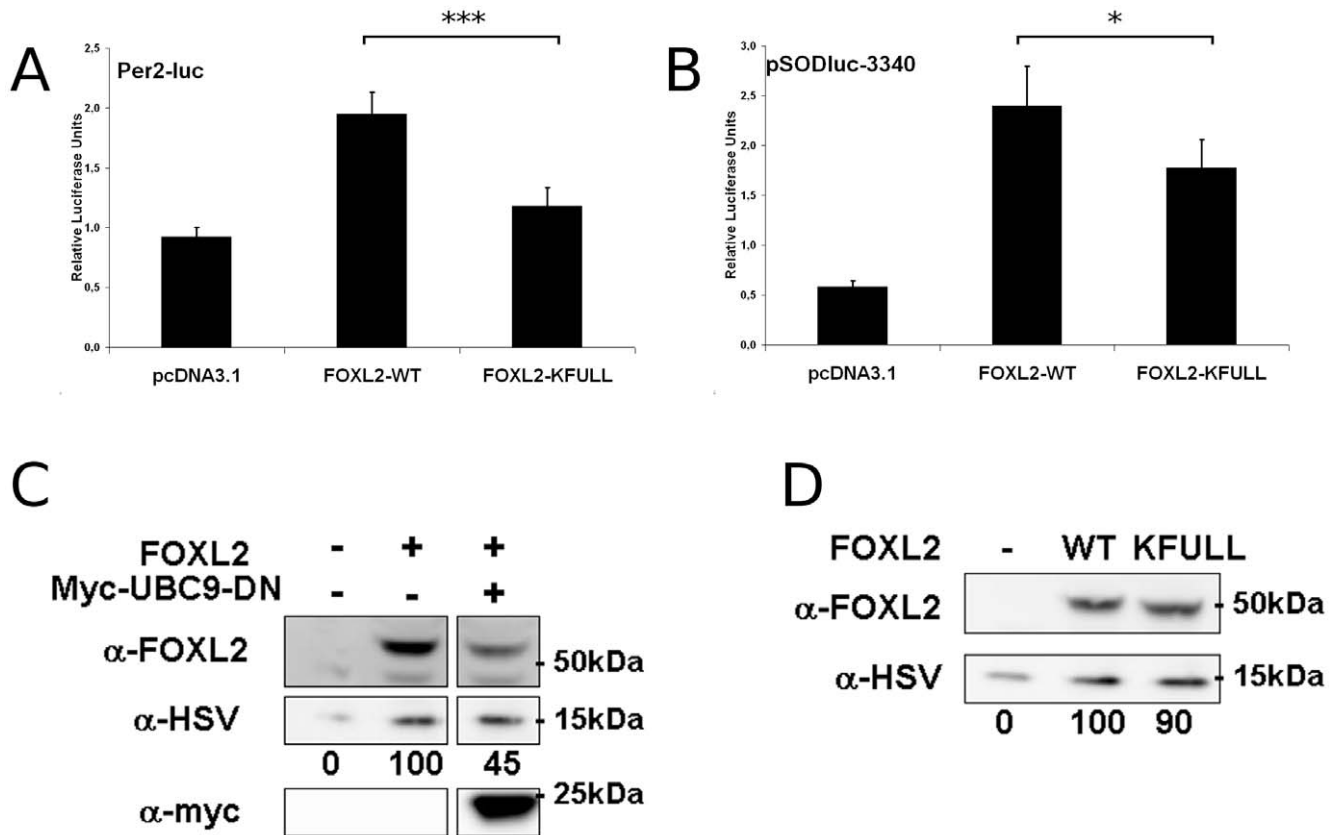 A
***
2,5
Per2-luc
2,0
1,5
1,0
0,5
0,0
Relative Luciferase Units
pcDNA3.1 FOXL2-WT FOXL2-KFULL
B
*
3,0
pSODluc-3340
2,5
2,0
1,5
1,0
0,5
0,0
Relative Luciferase Units
pcDNA3.1 FOXL2-WT FOXL2-KFULL
C
FOXL2 - + +
Myc-UBC9-DN - - +
α-FOXL2 50kDa
α-HSV 15kDa
0 100 45
α-myc 25kDa
D
FOXL2 - WT KFULL
α-FOXL2 50kDa
α-HSV 15kDa
0 100 90